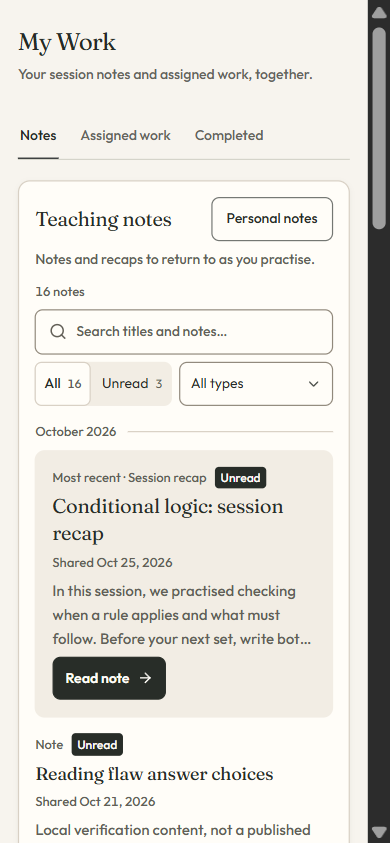 My Work
Your session notes and assigned work, together.
Notes Assigned work Completed
Teaching notes
Personal notes
Notes and recaps to return to as you practise.
16 notes
Search titles and notes...
All 16 Unread 3 All types
October 2026
Most recent · Session recap Unread
Conditional logic: session
recap
Shared Oct 25, 2026
In this session, we practised checking
when a rule applies and what must
follow. Before your next set, write bot...
Read note →
Note Unread
Reading flaw answer choices
Shared Oct 21, 2026
Local verification content, not a published